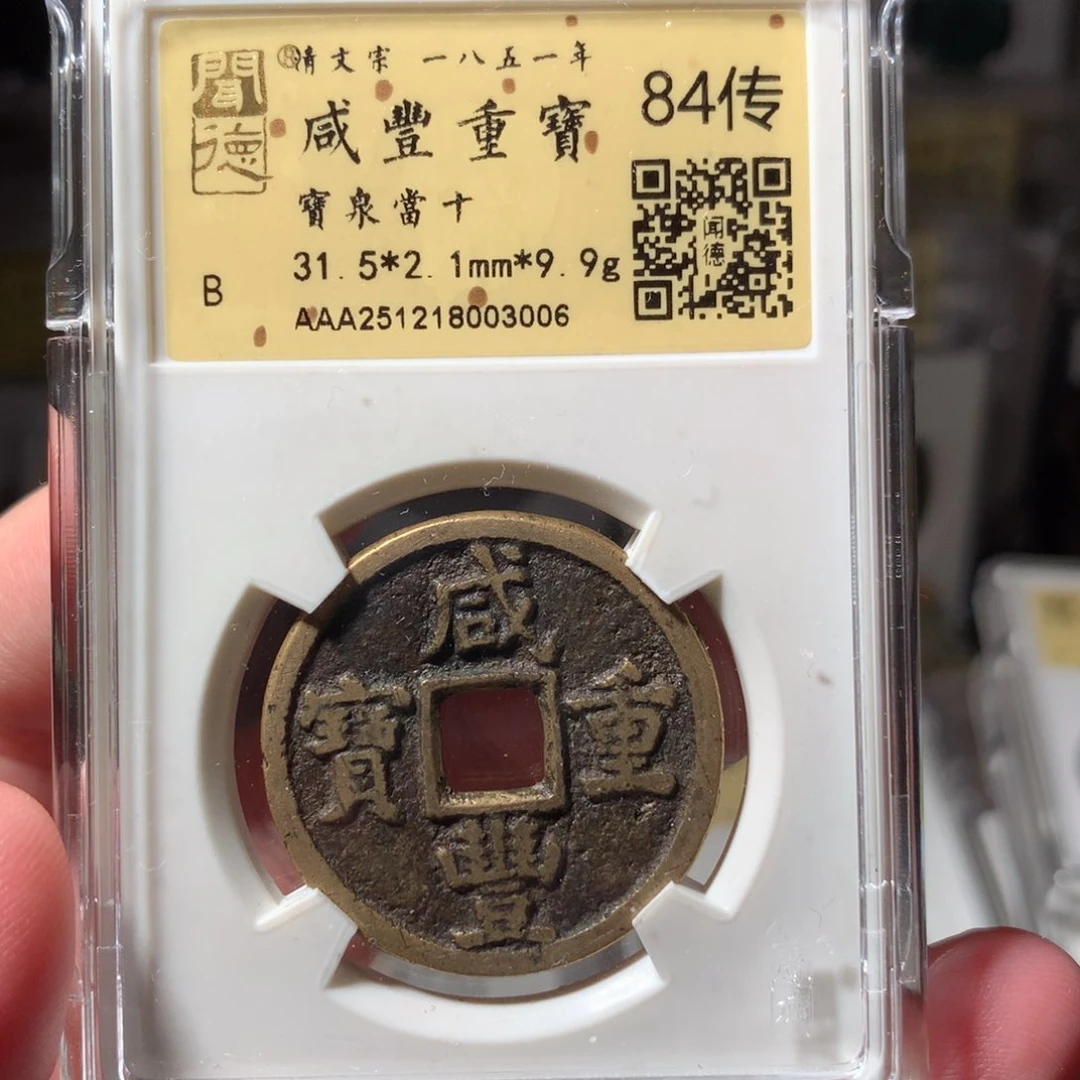 聞德
清文宗 一八五一年
咸豐重寶
84传
寶泉當十
闻德
31.5*2.1mm*9.9g
B
AAA251218003006
咸豐重寶